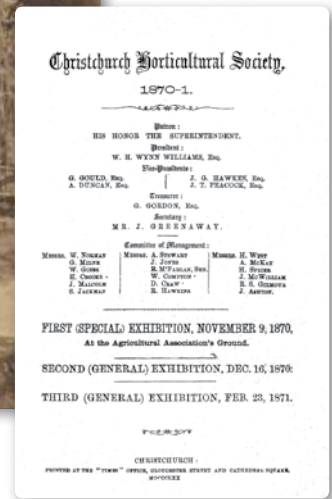 Christchurch Horticultural Society,
1870-1.
Patron:
HIS HONOR THE SUPERINTENDENT.
President:
W. H. WYNN WILLIAMS, Esq.
Vice-Presidents:
G. GOULD, Esq. J. G. HAWKES, Esq.
A. DUNCAN, Esq. J. T. PEACOCK, Esq.
Treasurer:
G. GORDON, Esq.
Secretary:
MR. J. GREENAWAY.
Committee of Management:
Messrs. W. Norman Messrs. A. Stewart Messrs. H. West
G. Milne J. Jones A. McKay
W. Gibbs R. M'Farlan, Sen. H. Spicer
H. Crooks W. Compton J. McWilliam
J. Malcolm D. Craw R. S. Gilmour
S. Jackman R. Hawkins J. Ashton.
FIRST (SPECIAL) EXHIBITION, NOVEMBER 9, 1870,
At the Agricultural Association's Ground.
SECOND (GENERAL) EXHIBITION, DEC. 16, 1870:
THIRD (GENERAL) EXHIBITION, FEB. 23, 1871.
CHRISTCHURCH:
PRINTED AT THE "TIMES" OFFICE, GLOUCESTER STREET AND CATHEDRAL SQUARE,